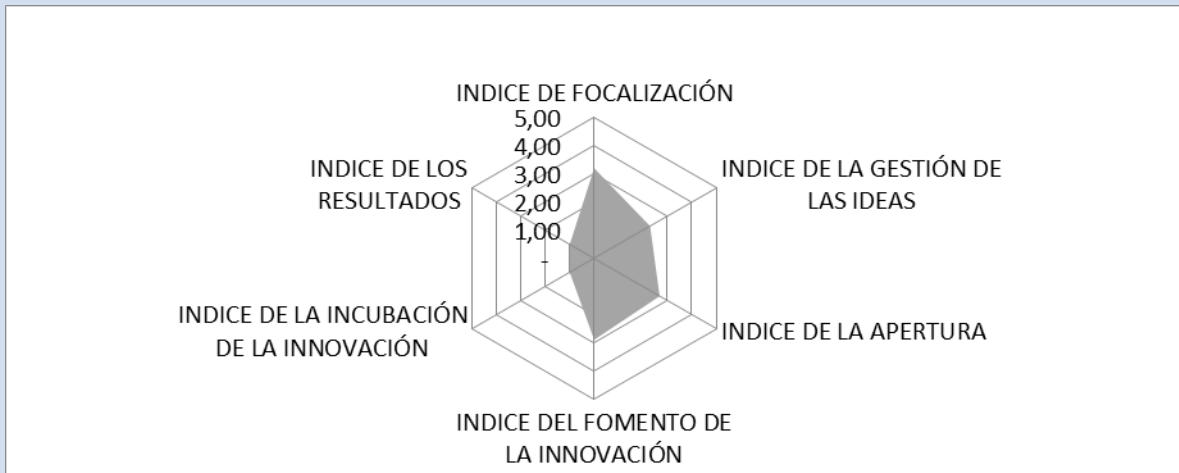 INDICE DE FOCALIZACIÓN
5,00
4,00
3,00
2,00
1,00
-
INDICE DE LA GESTIÓN DE
LAS IDEAS
INDICE DE LA APERTURA
INDICE DEL FOMENTO DE
LA INNOVACIÓN
INDICE DE LA INCUBACIÓN
DE LA INNOVACIÓN
INDICE DE LOS
RESULTADOS